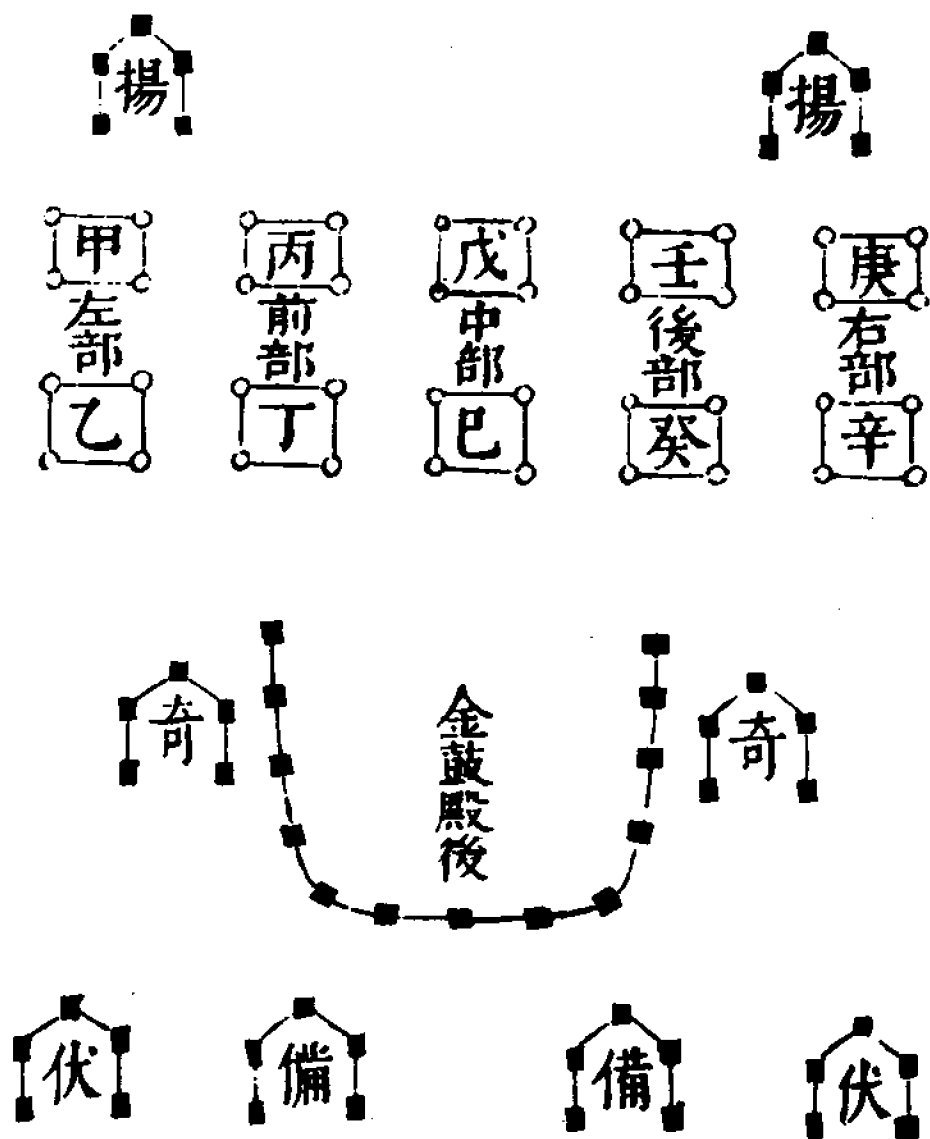 揚
揚
甲
左部
乙
丙
前部
丁
戊
中部
巳
壬
後部
癸
庚
右部
辛
奇
金鼓殿後
奇
伏
備
備
伏